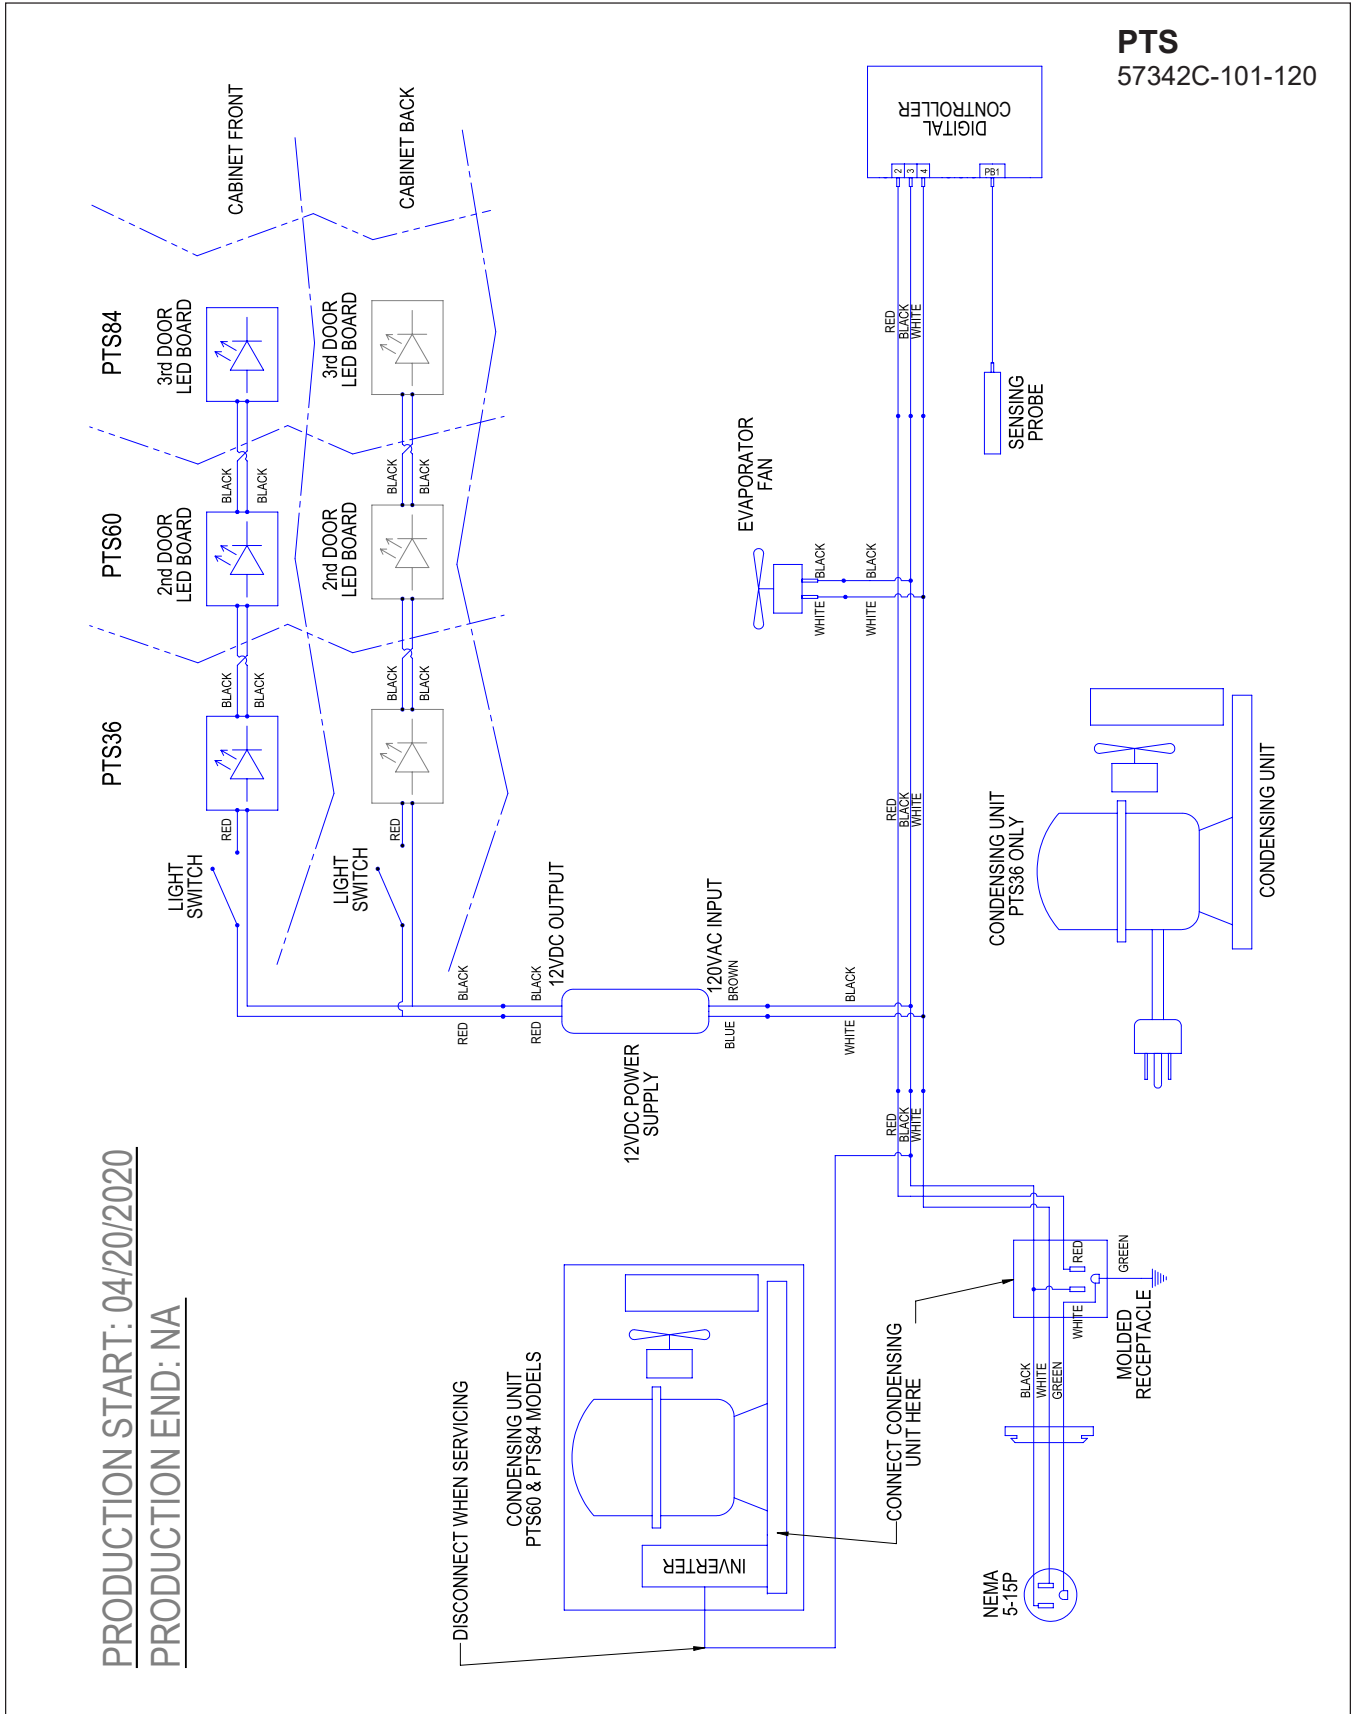 PTS
57342C-101-120
PRODUCTION START: 04/20/2020
PRODUCTION END: NA
CABINET FRONT
CABINET BACK
PTS84
3rd DOOR
LED BOARD
3rd DOOR
LED BOARD
BLACK
BLACK
BLACK
BLACK
PTS60
2nd DOOR
LED BOARD
2nd DOOR
LED BOARD
BLACK
BLACK
BLACK
BLACK
PTS36
RED
RED
LIGHT
SWITCH
LIGHT
SWITCH
RED
BLACK
RED
BLACK
12VDC OUTPUT
12VDC POWER
SUPPLY
120VAC INPUT
BROWN
BLUE
BLACK
WHITE
DIGITAL
CONTROLLER
2
3
4
PB1
RED
BLACK
WHITE
SENSING
PROBE
EVAPORATOR
FAN
BLACK
BLACK
WHITE
WHITE
RED
BLACK
WHITE
CONDENSING UNIT
PTS36 ONLY
CONDENSING UNIT
RED
BLACK
WHITE
DISCONNECT WHEN SERVICING
CONDENSING UNIT
PTS60 & PTS84 MODELS
INVERTER
CONNECT CONDENSING
UNIT HERE
RED
GREEN
WHITE
MOLDED
RECEPTACLE
BLACK
WHITE
GREEN
NEMA
5-15P